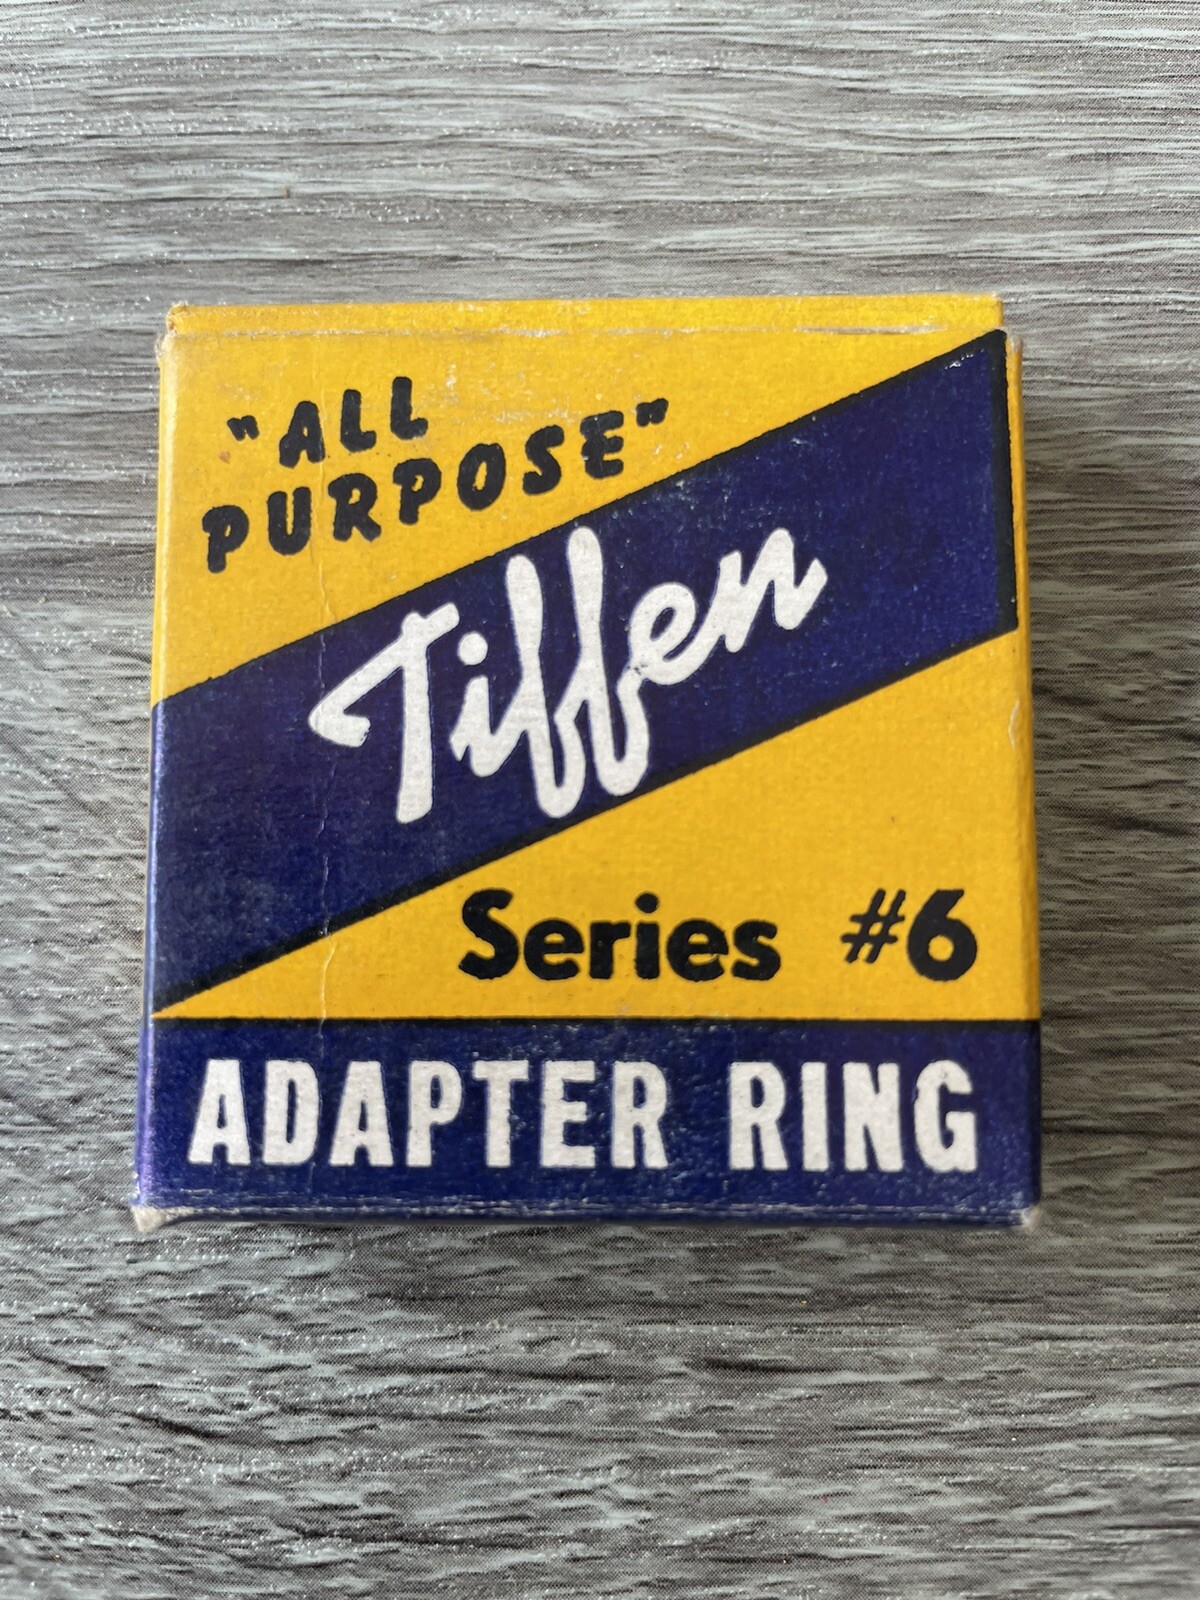 "ALL
PURPOSE"
Tiffen
Series #6
ADAPTER RING